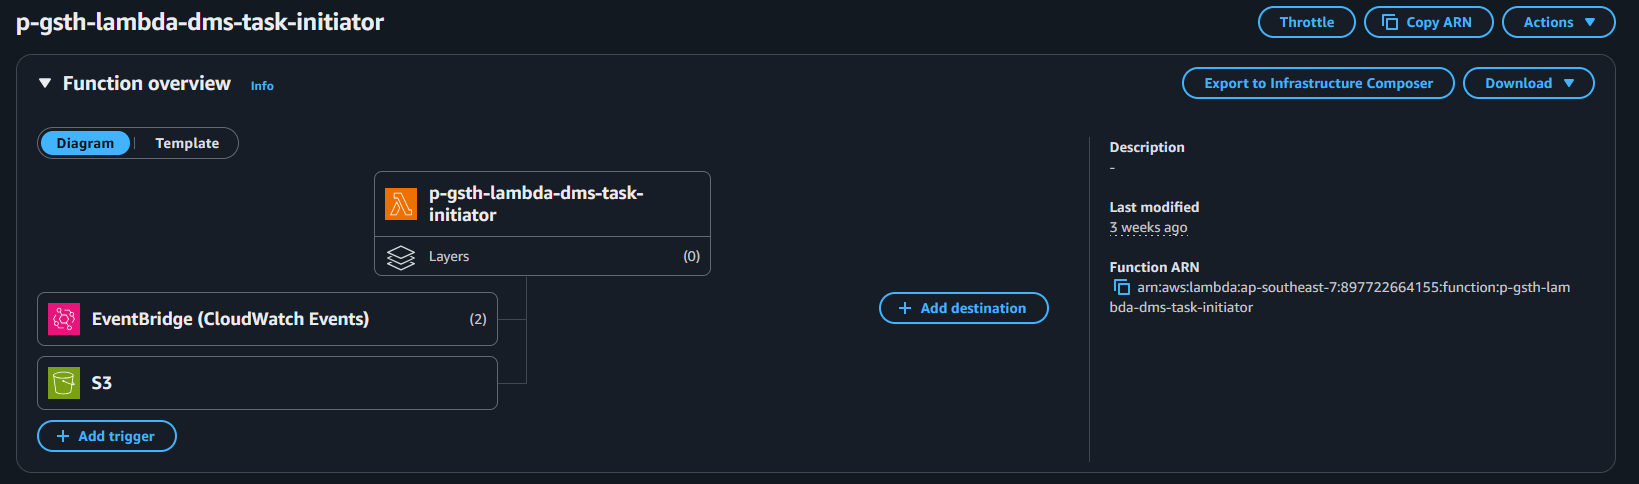 p-gsth-lambda-dms-task-initiator
Throttle
Copy ARN
Actions
Function overview
Info
Export to Infrastructure Composer
Download
Diagram
Template
p-gsth-lambda-dms-task-
initiator
Layers
(0)
EventBridge (CloudWatch Events)
(2)
S3
+ Add trigger
+ Add destination
Description
-
Last modified
3 weeks ago
Function ARN
arn:aws:lambda:ap-southeast-7:897722664155:function:p-gsth-lam
bda-dms-task-initiator